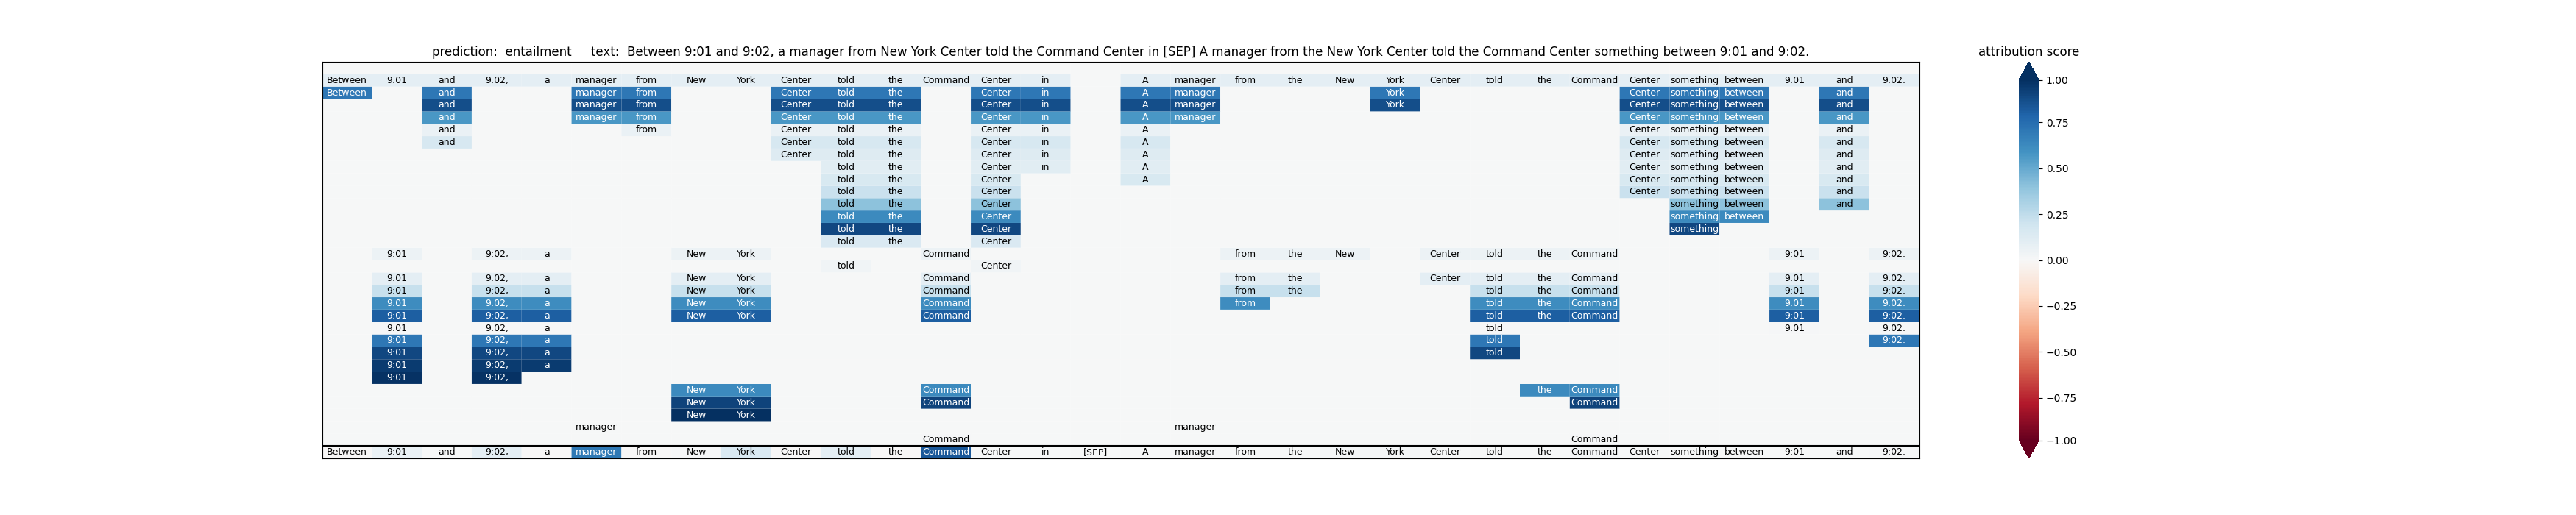 prediction: entailment text: Between 9:01 and 9:02, a manager from New York Center told the Command Center in [SEP] A manager from the New York Center told the Command Center something between 9:01 and 9:02.
attribution score
Between 9:01 and 9:02, a manager from New York Center told the Command Center in A manager from the New York Center told the Command Center something between 9:01 and 9:02.
Between and manager from Center told the Center in A manager York Center something between and
and manager from Center told the Center in A manager York Center something between and
and manager from Center told the Center in A manager Center something between and
and from Center told the Center in A Center something between and
and Center told the Center in A Center something between and
Center told the Center in A Center something between and
told the Center in A Center something between and
told the Center A Center something between and
told the Center Center something between and
told the Center something between and
told the Center something between
told the Center something
told the Center
9:01 9:02, a New York Command from the New Center told the Command 9:01 9:02.
told Center
9:01 9:02, a New York Command from the Center told the Command 9:01 9:02.
9:01 9:02, a New York Command from the told the Command 9:01 9:02.
9:01 9:02, a New York Command from told the Command 9:01 9:02.
9:01 9:02, a New York Command told the Command 9:01 9:02.
9:01 9:02, a told 9:01 9:02.
9:01 9:02, a told 9:02.
9:01 9:02, a told
9:01 9:02, a
9:01 9:02,
New York Command the Command
New York Command Command
New York
manager manager
Command Command
Between 9:01 and 9:02, a manager from New York Center told the Command Center in [SEP] A manager from the New York Center told the Command Center something between 9:01 and 9:02.
1.00
0.75
0.50
0.25
0.00
−0.25
−0.50
−0.75
−1.00